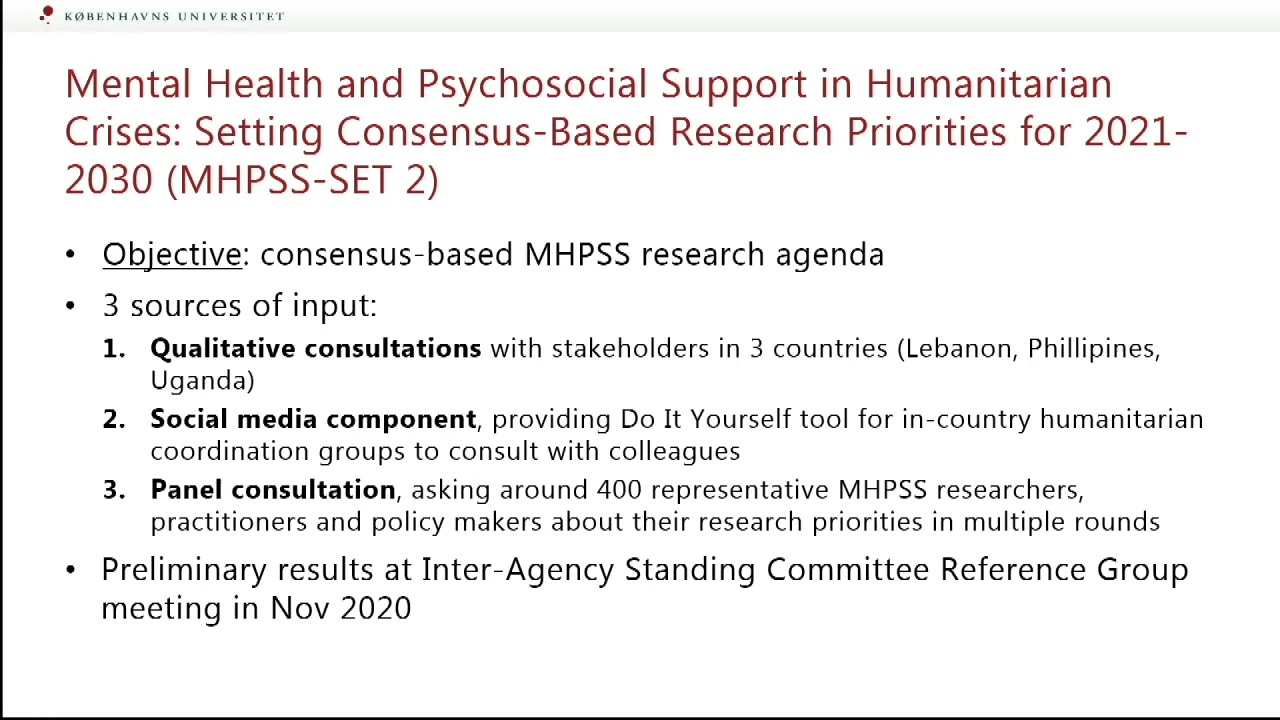 KØBENHAVNS UNIVERSITET
Mental Health and Psychosocial Support in Humanitarian
Crises: Setting Consensus-Based Research Priorities for 2021-
2030 (MHPSS-SET 2)
• Objective: consensus-based MHPSS research agenda
• 3 sources of input:
1. Qualitative consultations with stakeholders in 3 countries (Lebanon, Phillipines,
Uganda)
2. Social media component, providing Do It Yourself tool for in-country humanitarian
coordination groups to consult with colleagues
3. Panel consultation, asking around 400 representative MHPSS researchers,
practitioners and policy makers about their research priorities in multiple rounds
• Preliminary results at Inter-Agency Standing Committee Reference Group
meeting in Nov 2020